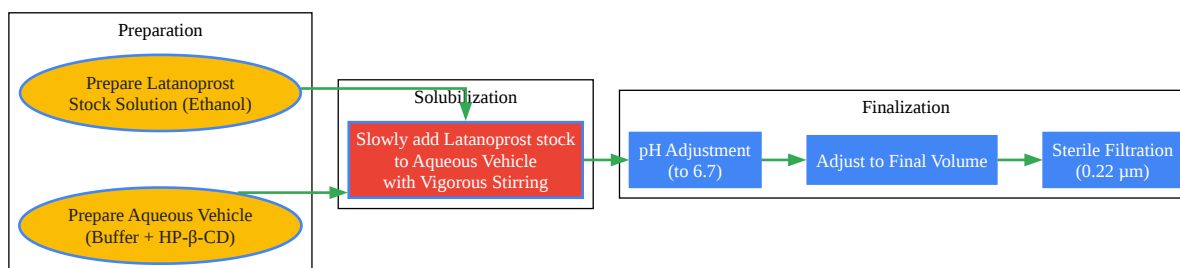 Preparation
Prepare Latanoprost
Stock Solution (Ethanol)
Prepare Aqueous Vehicle
(Buffer + HP-β-CD)
Solubilization
Slowly add Latanoprost stock
to Aqueous Vehicle
with Vigorous Stirring
Finalization
pH Adjustment
(to 6.7)
Adjust to Final Volume
Sterile Filtration
(0.22 µm)